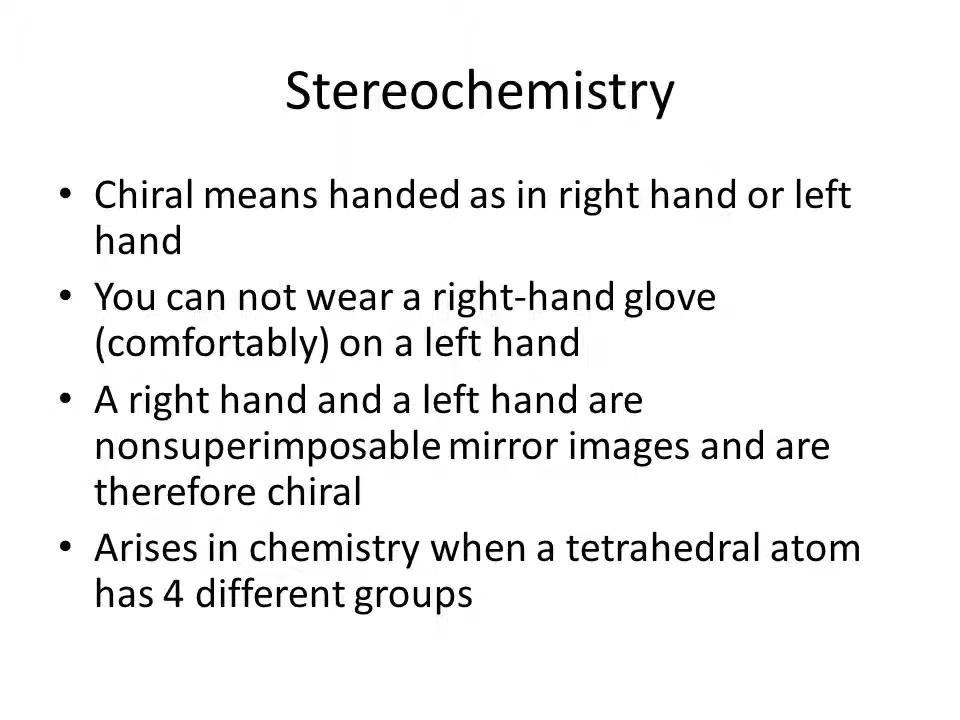 Stereochemistry
• Chiral means handed as in right hand or left
hand
• You can not wear a right-hand glove
(comfortably) on a left hand
• A right hand and a left hand are
nonsuperimposable mirror images and are
therefore chiral
• Arises in chemistry when a tetrahedral atom
has 4 different groups